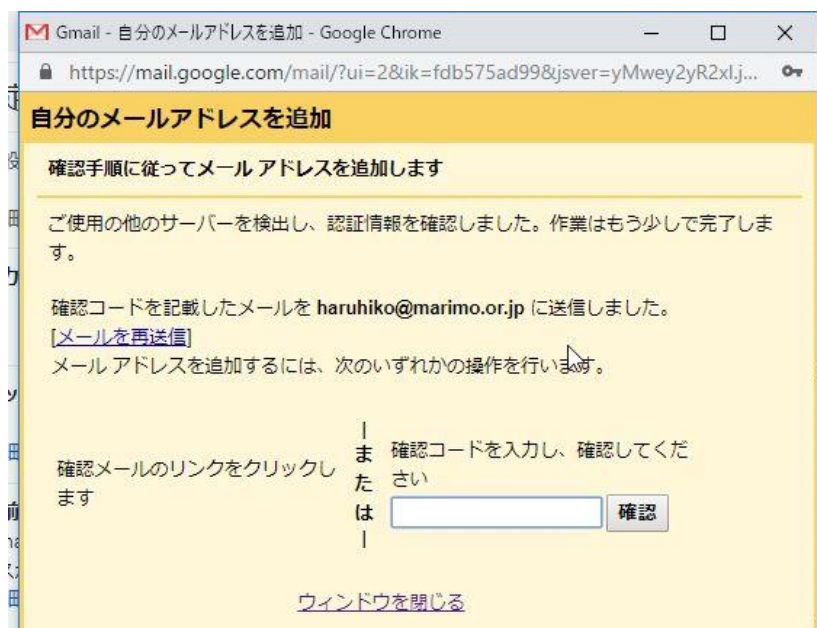 Gmail - 自分のメールアドレスを追加 - Google Chrome
https://mail.google.com/mail/?ui=2&ik=fdb575ad99&jsver=yMwey2yR2xl.j...
自分のメールアドレスを追加
確認手順に従ってメール アドレスを追加します
ご使用の他のサーバーを検出し、認証情報を確認しました。作業はもう少しで完了しま
す。
確認コードを記載したメールを haruhiko@marimo.or.jp に送信しました。
[メールを再送信]
メール アドレスを追加するには、次のいずれかの操作を行います。
確認メールのリンクをクリックし
ます
|
ま
た
は
|
確認コードを入力し、確認してくだ
さい
確認
ウィンドウを閉じる